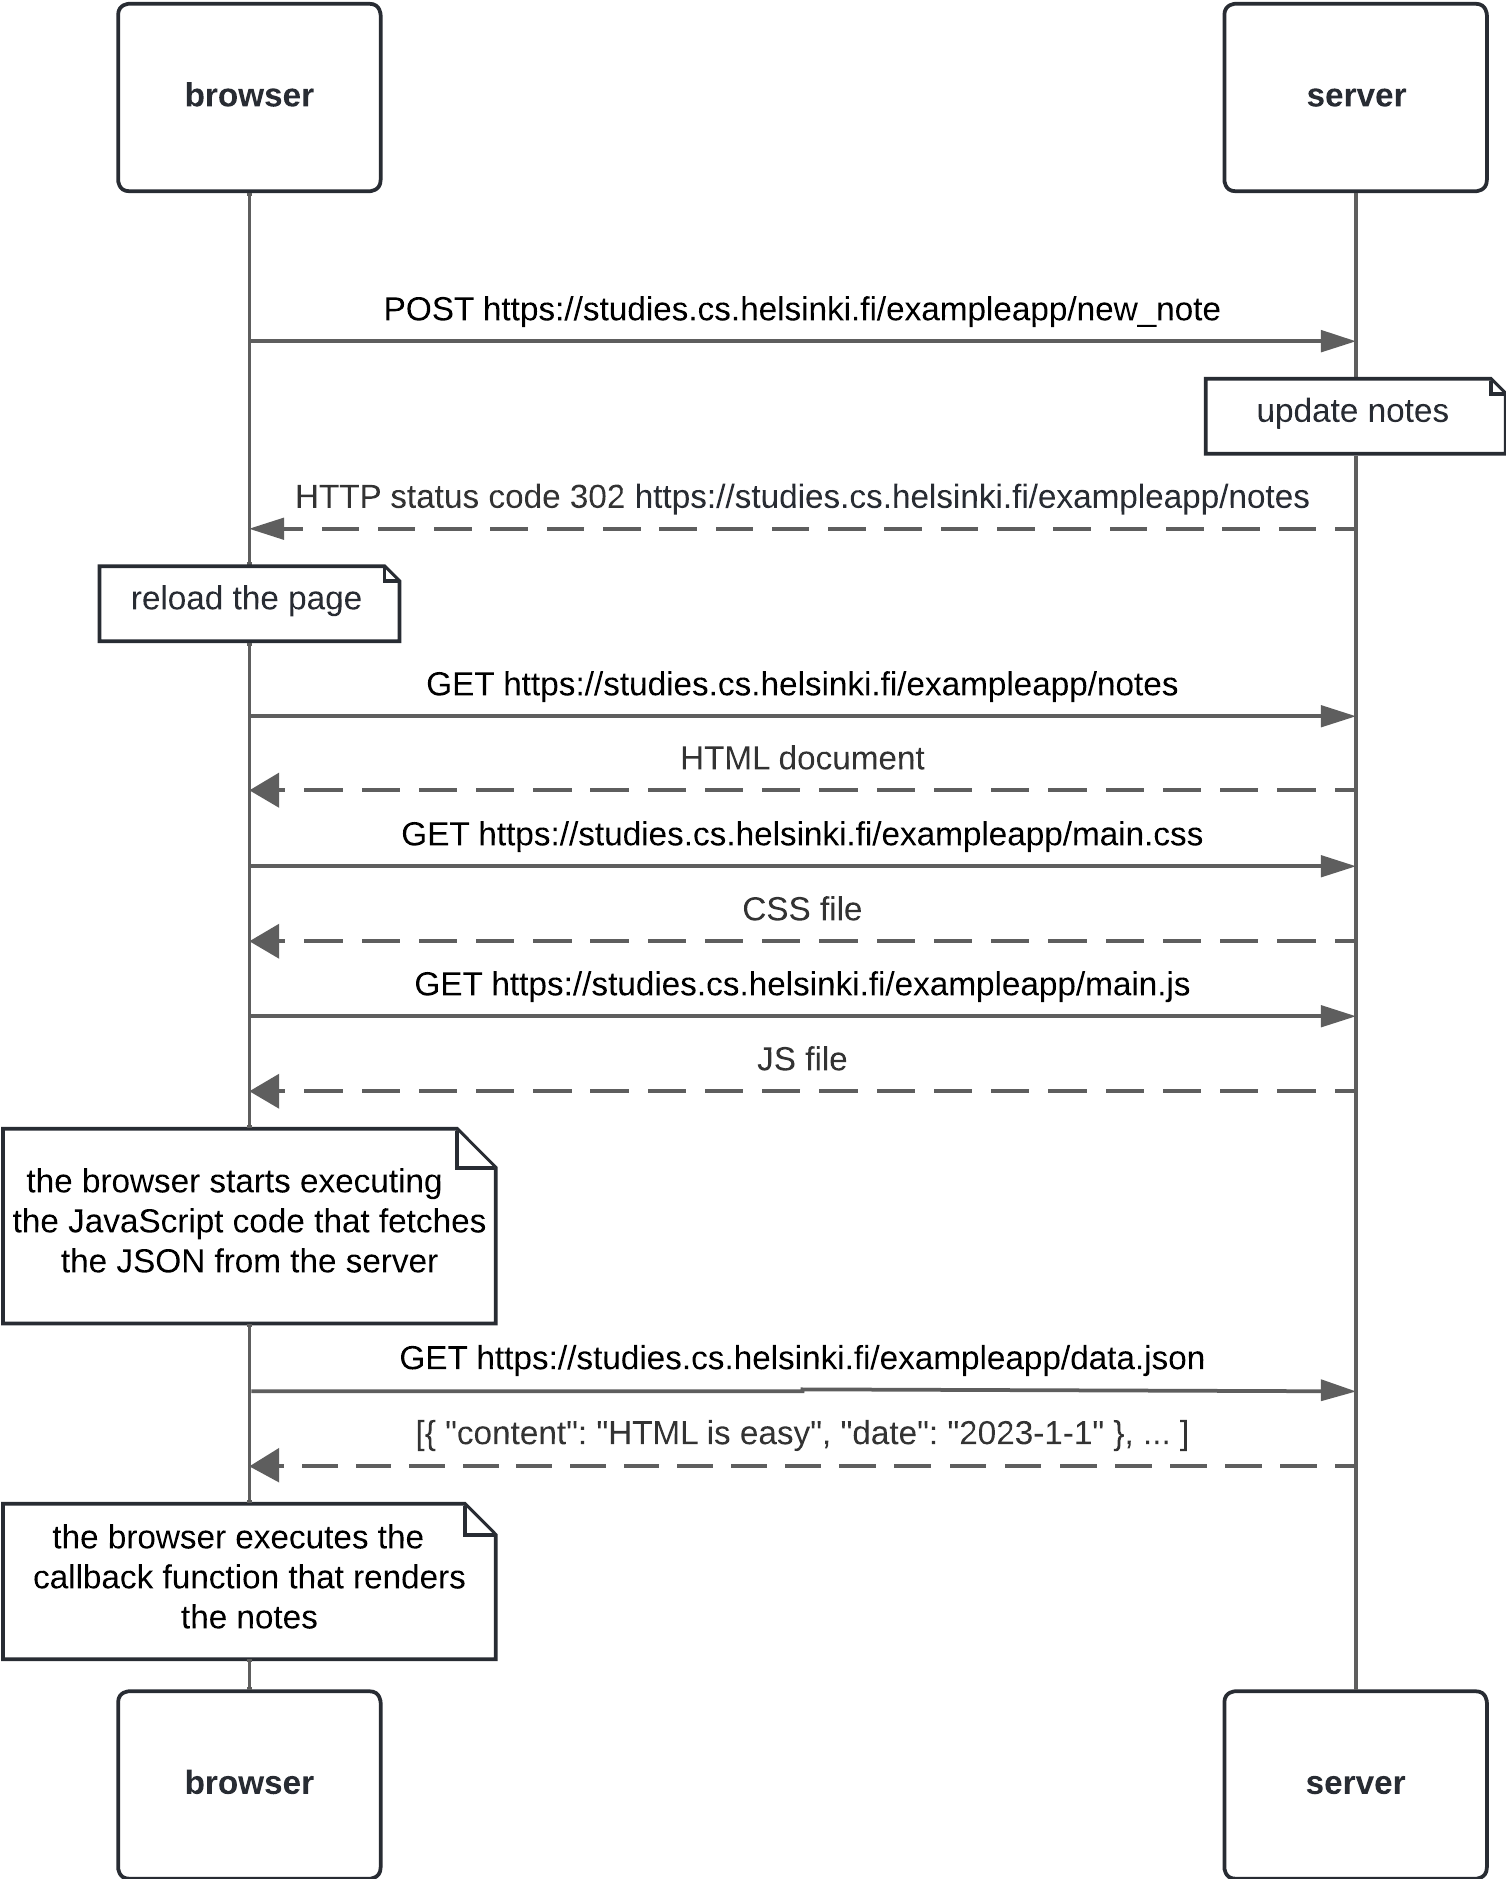 browser
server
POST https://studies.cs.helsinki.fi/exampleapp/new_note
update notes
HTTP status code 302 https://studies.cs.helsinki.fi/exampleapp/notes
reload the page
GET https://studies.cs.helsinki.fi/exampleapp/notes
HTML document
GET https://studies.cs.helsinki.fi/exampleapp/main.css
CSS file
GET https://studies.cs.helsinki.fi/exampleapp/main.js
JS file
the browser starts executing
the JavaScript code that fetches
the JSON from the server
GET https://studies.cs.helsinki.fi/exampleapp/data.json
[{ "content": "HTML is easy", "date": "2023-1-1" }, ... ]
the browser executes the
callback function that renders
the notes
browser
server